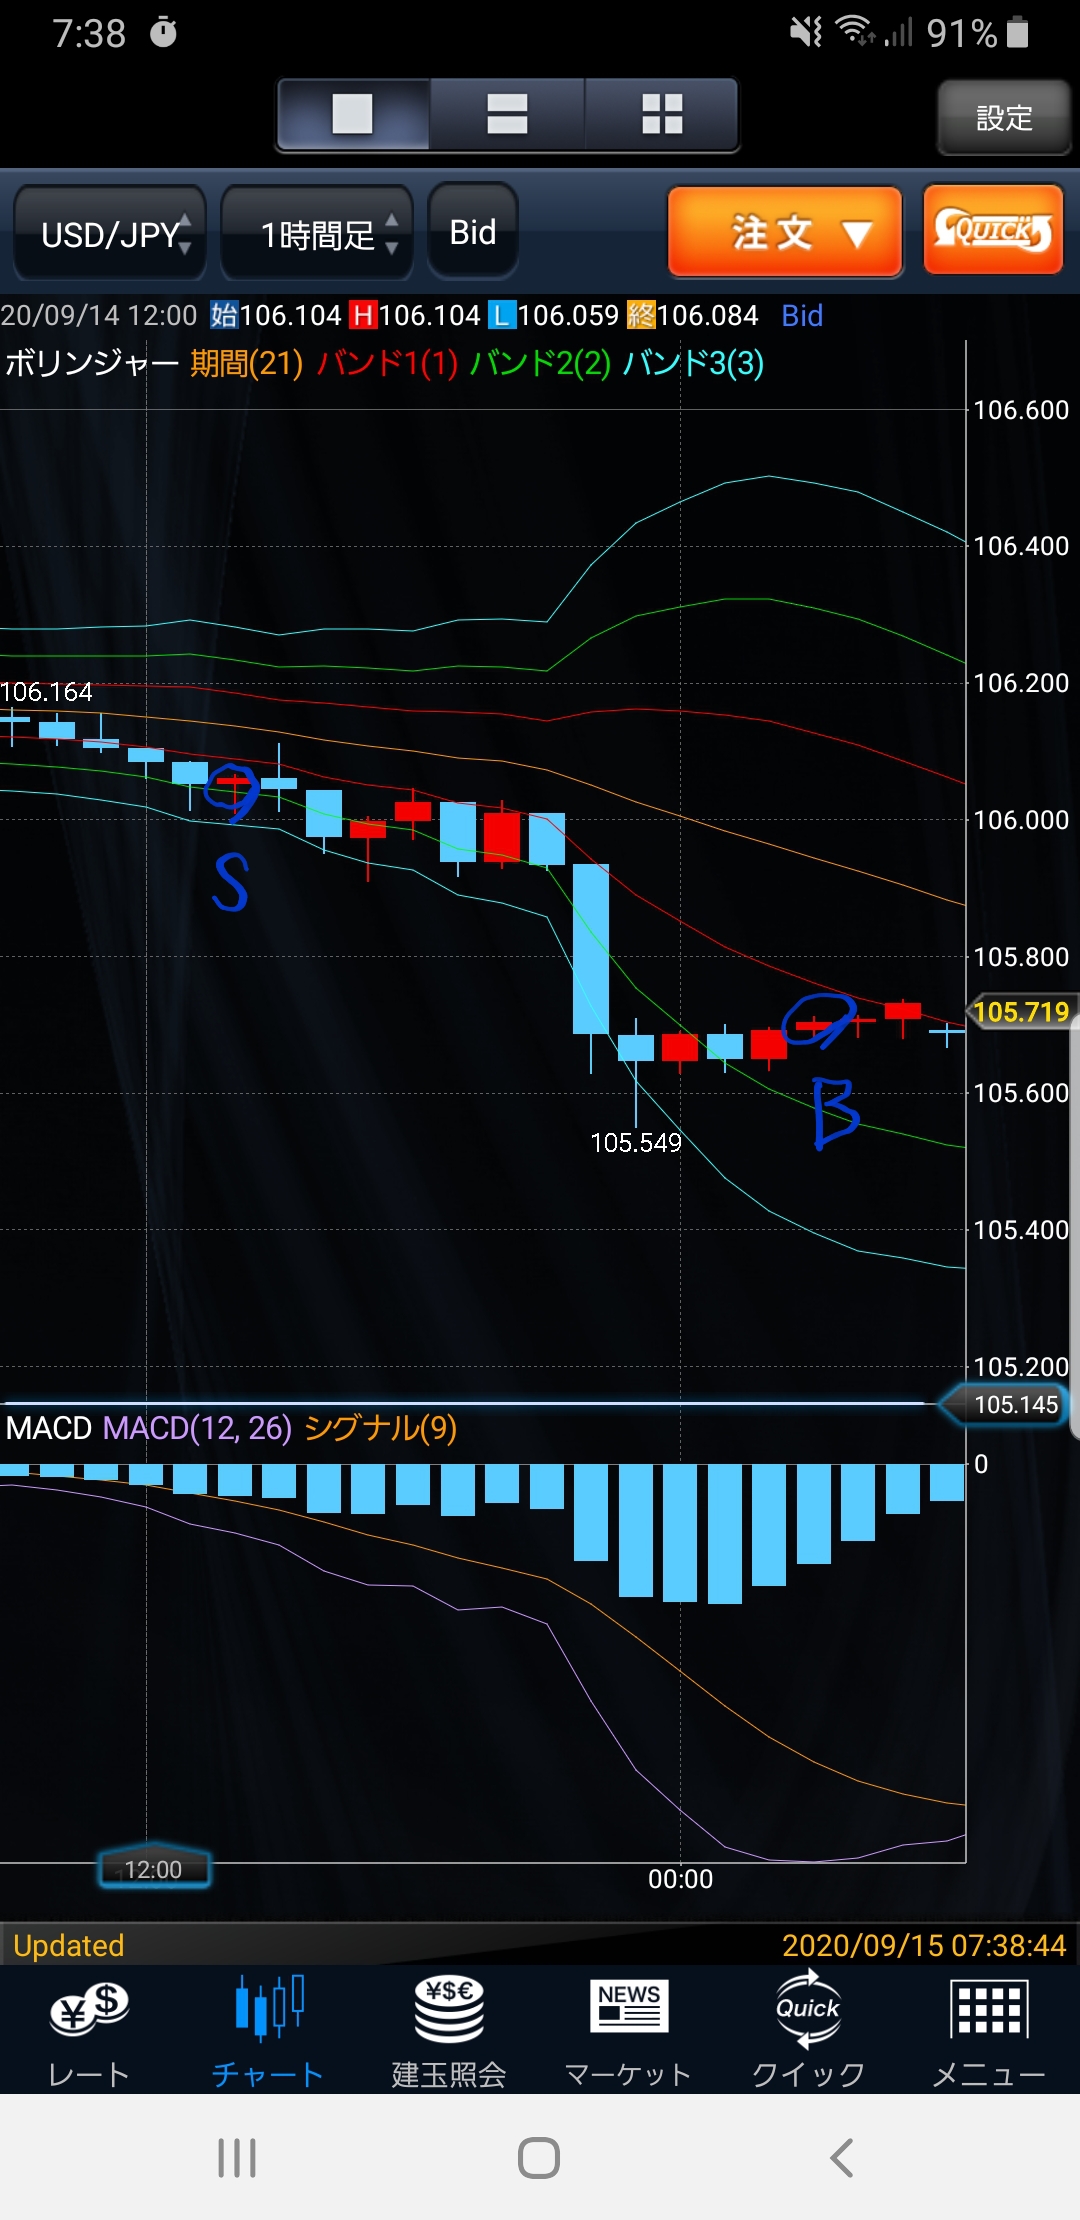 7:38 91%
設定
USD/JPY 1時間足 Bid 注文 ▼ QUICK
20/09/14 12:00 始106.104 H106.104 L106.059 終106.084 Bid
ボリンジャー 期間(21) バンド1(1) バンド2(2) バンド3(3)
106.600
106.400
106.200
106.164
106.000
S
105.800
105.719
105.600
B
105.549
105.400
105.200
105.145
MACD MACD(12, 26) シグナル(9)
0
12:00 00:00
Updated 2020/09/15 07:38:44
¥$ ¥$€ NEWS Quick
レート チャート 建玉照会 マーケット クイック メニュー